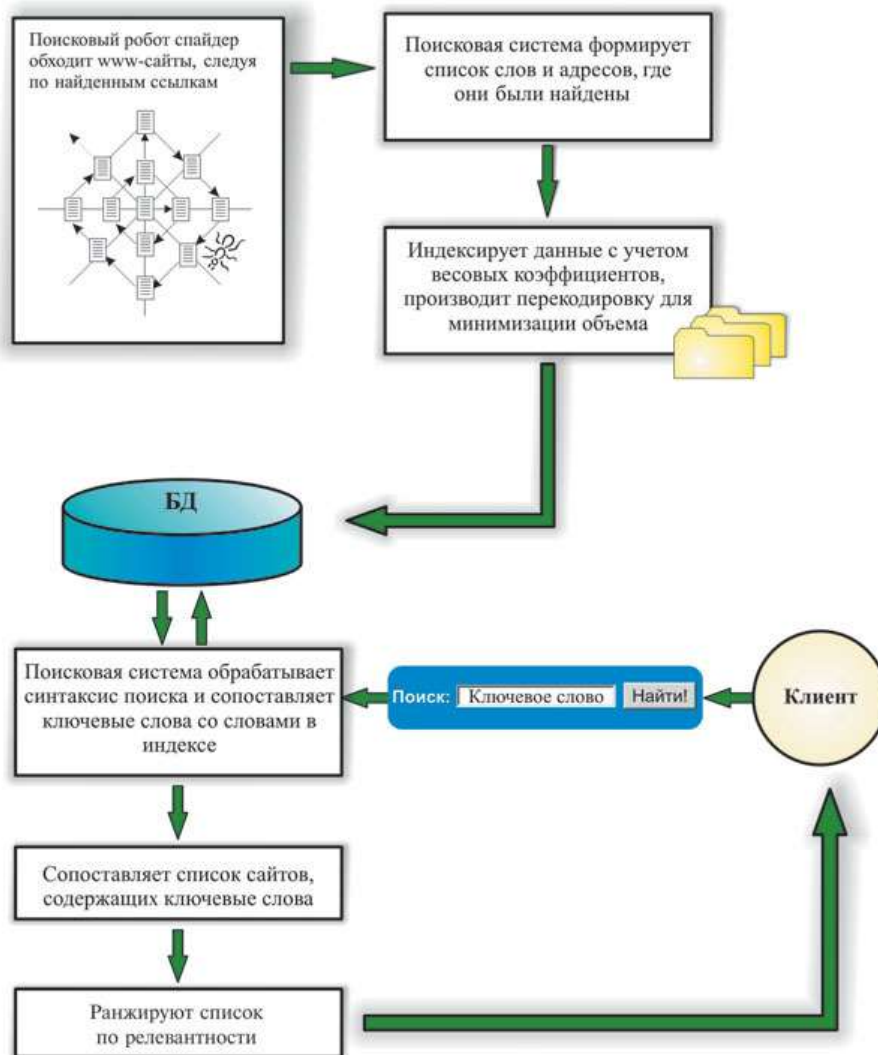 Поисковый робот спайдер
обходит www-сайты, следуя
по найденным ссылкам
Поисковая система формирует
список слов и адресов, где
они были найдены
Индексирует данные с учетом
весовых коэффициентов,
производит перекодировку для
минимизации объема
БД
Поисковая система обрабатывает
синтаксис поиска и сопоставляет
ключевые слова со словами в
индексе
Поиск: Ключевое слово Найти!
Клиент
Сопоставляет список сайтов,
содержащих ключевые слова
Ранжируют список
по релевантности